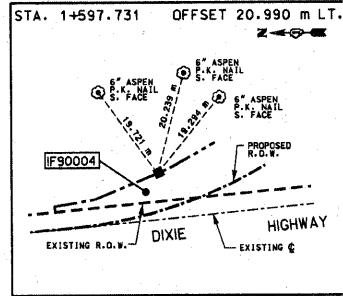 STA. 1+597.731 OFFSET 20.990 m LT.
Z
6" ASPEN
P.K. NAIL
S. FACE
6" ASPEN
P.K. NAIL
S. FACE
6" ASPEN
P.K. NAIL
S. FACE
19.721 m
20.239 m
19.294 m
IF90004
PROPOSED
R.O.W.
EXISTING R.O.W.
DIXIE HIGHWAY
EXISTING ℄